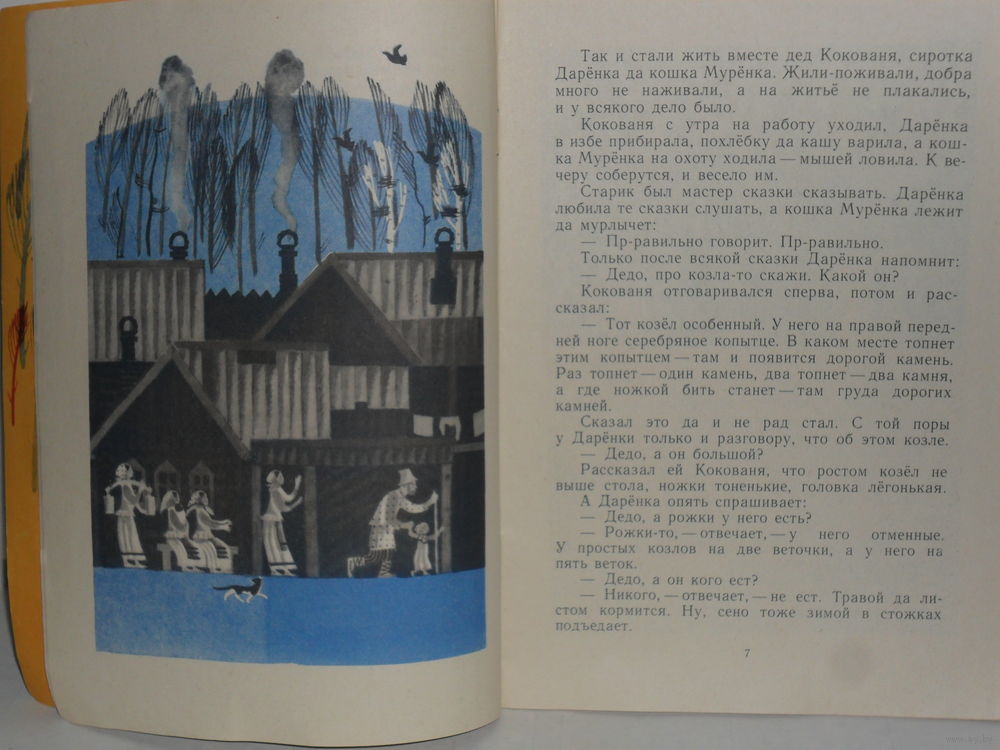 Так и стали жить вместе дед Кокованя, сиротка
Дарёнка да кошка Мурёнка. Жили-поживали, добра
много не наживали, а на житьё не плакались,
и у всякого дело было.
Кокованя с утра на работу уходил, Дарёнка
в избе прибирала, похлёбку да кашу варила, а кош-
ка Мурёнка на охоту ходила — мышей ловила. К ве-
черу соберутся, и весело им.
Старик был мастер сказки сказывать. Дарёнка
любила те сказки слушать, а кошка Мурёнка лежит
да мурлычет:
— Пр-равильно говорит. Пр-равильно.
Только после всякой сказки Дарёнка напомнит:
— Дедо, про козла-то скажи. Какой он?
Кокованя отговаривался сперва, потом и рас-
сказал:
— Тот козёл особенный. У него на правой перед-
ней ноге серебряное копытце. В каком месте топнет
этим копытцем — там и появится дорогой камень.
Раз топнет — один камень, два топнет — два камня,
а где ножкой бить станет — там груда дорогих
камней.
Сказал это да и не рад стал. С той поры
у Дарёнки только и разговору, что об этом козле.
— Дедо, а он большой?
Рассказал ей Кокованя, что ростом козёл не
выше стола, ножки тоненькие, головка лёгонькая.
А Дарёнка опять спрашивает:
— Дедо, а рожки у него есть?
— Рожки-то, — отвечает, — у него отменные.
У простых козлов на две веточки, а у него на
пять веток.
— Дедо, а он кого ест?
— Никого, — отвечает, — не ест. Травой да ли-
стом кормится. Ну, сено тоже зимой в стожках
подъедает.
7